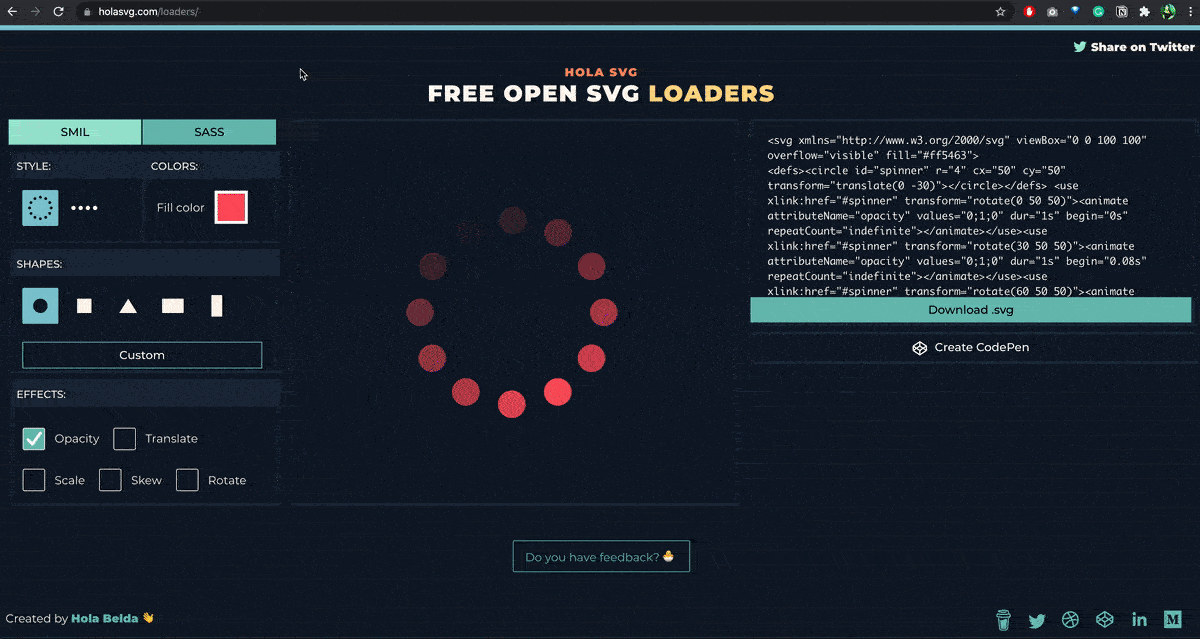 holasvg.com/loaders/
Share on Twitter
HOLA SVG
FREE OPEN SVG LOADERS
SMIL
SASS
STYLE:
COLORS:
Fill color
SHAPES:
Custom
EFFECTS:
Opacity
Translate
Scale
Skew
Rotate
<svg xmlns="http://www.w3.org/2000/svg" viewBox="0 0 100 100"
overflow="visible" fill="#ff5463">
<defs><circle id="spinner" r="4" cx="50" cy="50"
transform="translate(0 -30)"></circle></defs> <use
xlink:href="#spinner" transform="rotate(0 50 50)"><animate
attributeName="opacity" values="0;1;0" dur="1s" begin="0s"
repeatCount="indefinite"></animate></use><use
xlink:href="#spinner" transform="rotate(30 50 50)"><animate
attributeName="opacity" values="0;1;0" dur="1s" begin="0.08s"
repeatCount="indefinite"></animate></use><use
xlink:href="#spinner" transform="rotate(60 50 50)"><animate
Download .svg
Create CodePen
Do you have feedback? 🐣
Created by Hola Beida 👋
in
M